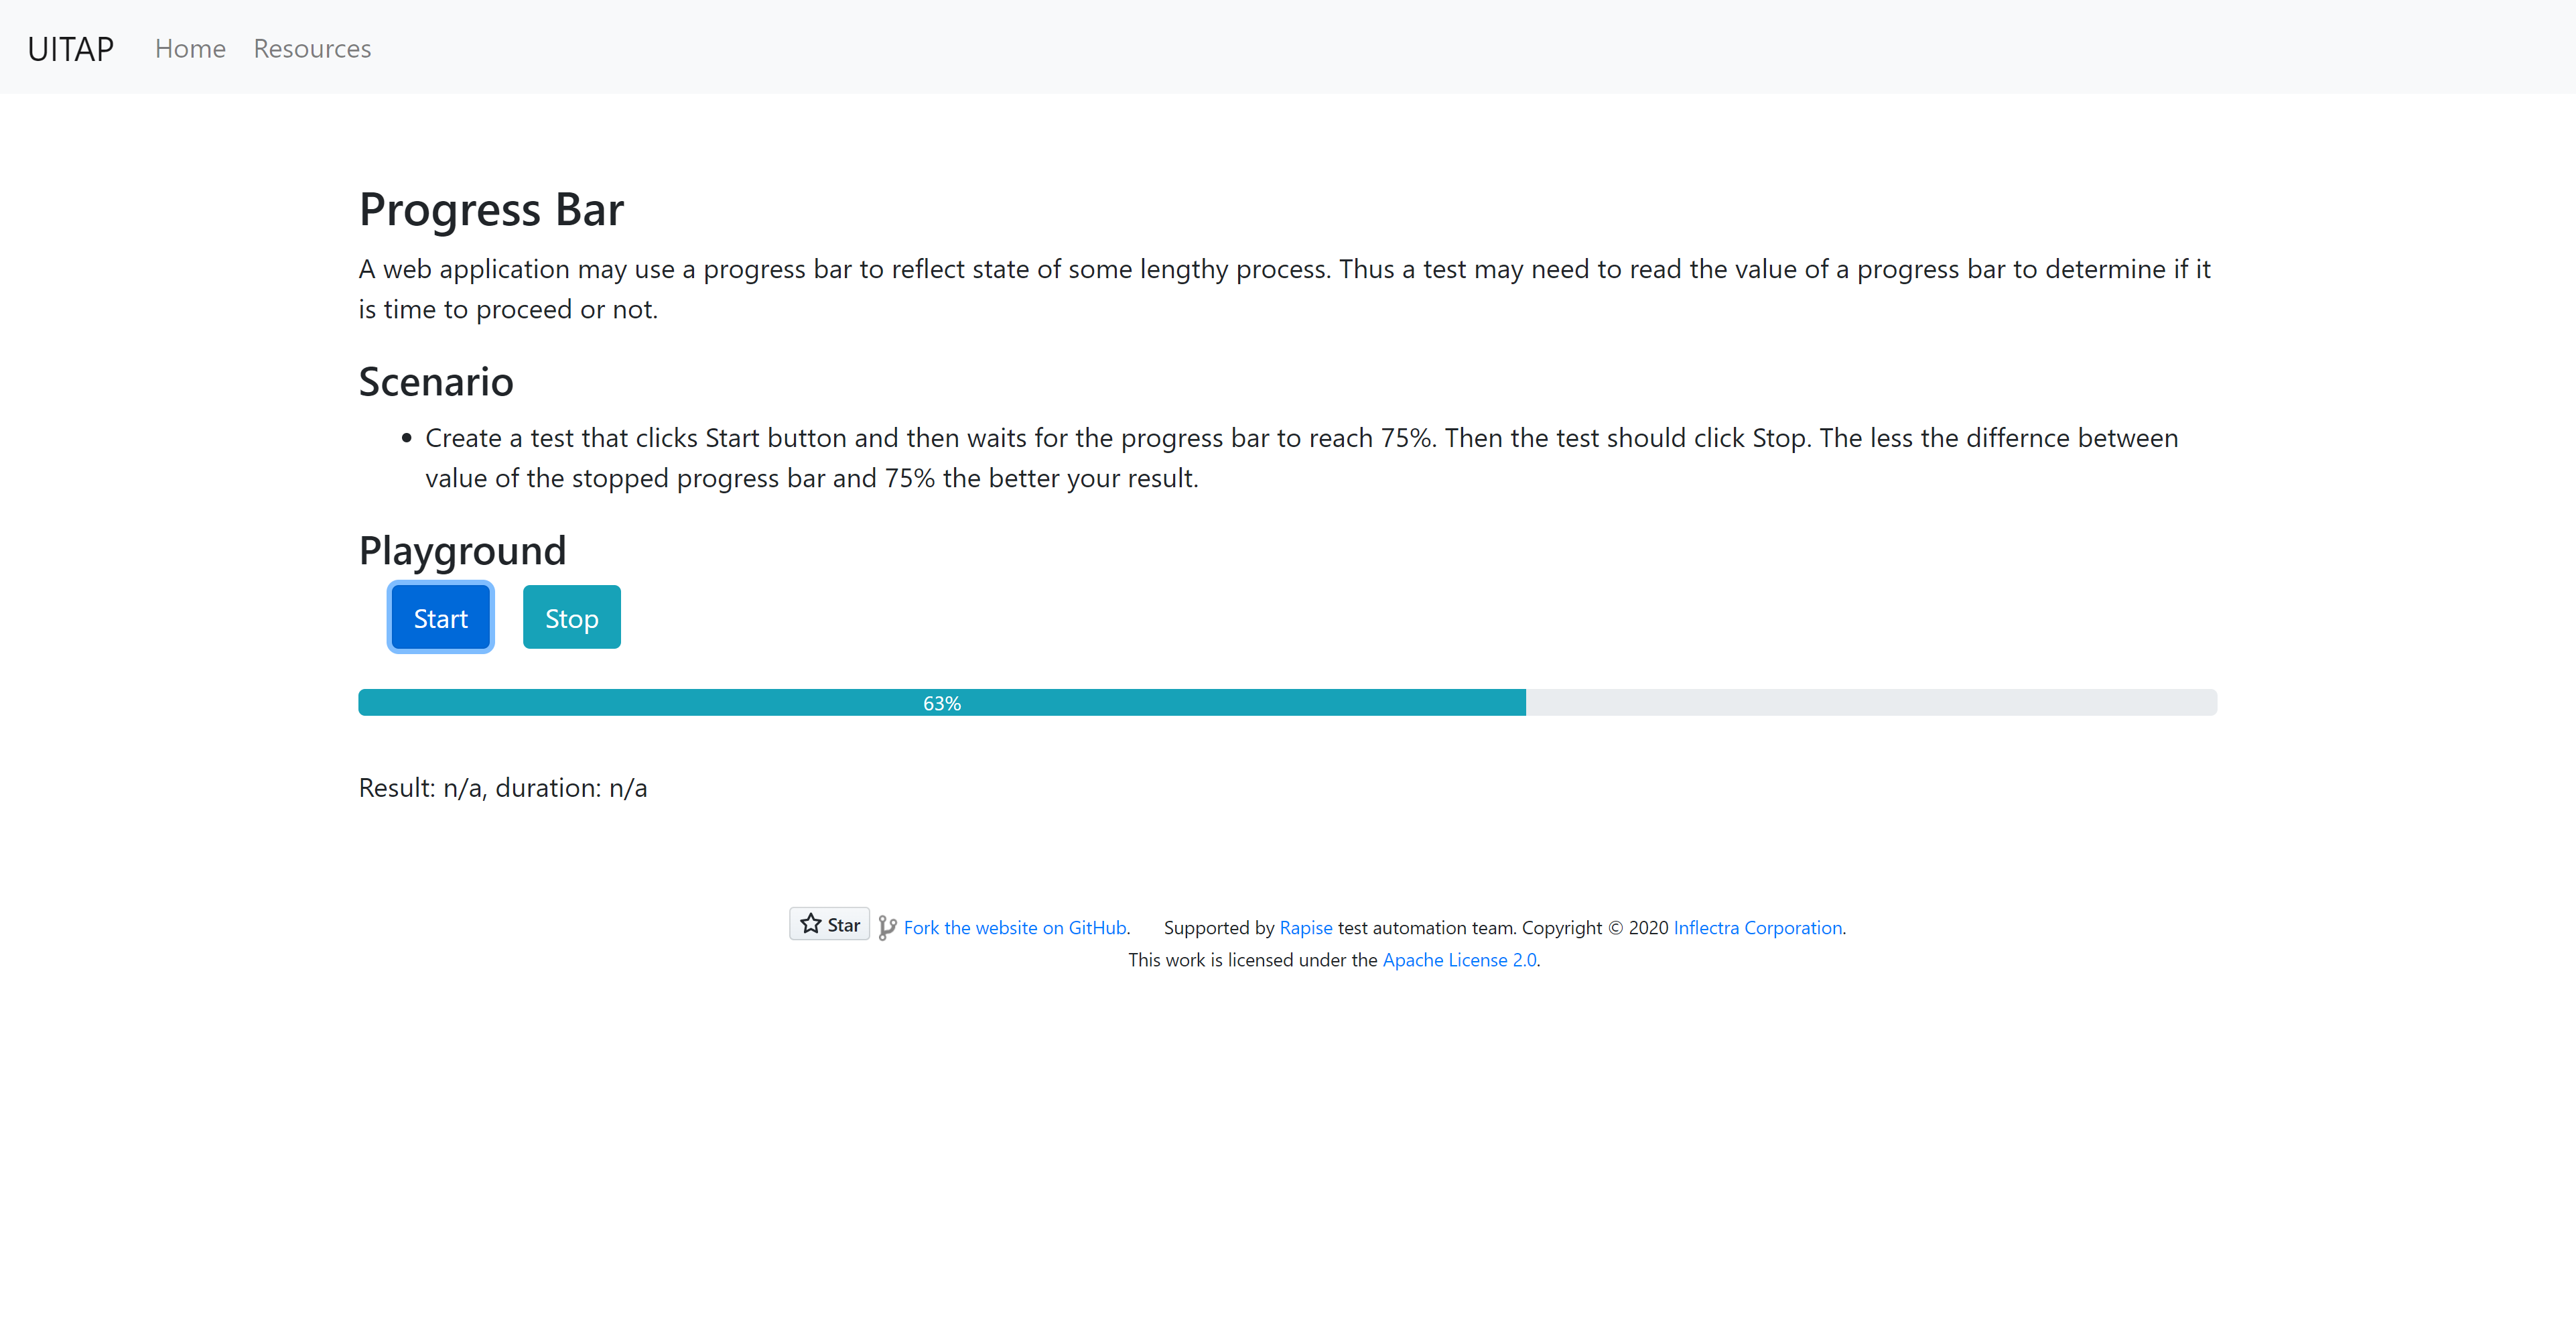 UITAP Home Resources
Progress Bar
A web application may use a progress bar to reflect state of some lengthy process. Thus a test may need to read the value of a progress bar to determine if it
is time to proceed or not.
Scenario
• Create a test that clicks Start button and then waits for the progress bar to reach 75%. Then the test should click Stop. The less the differnce between
value of the stopped progress bar and 75% the better your result.
Playground
Start Stop
63%
Result: n/a, duration: n/a
Star Fork the website on GitHub. Supported by Rapise test automation team. Copyright © 2020 Inflectra Corporation.
This work is licensed under the Apache License 2.0.